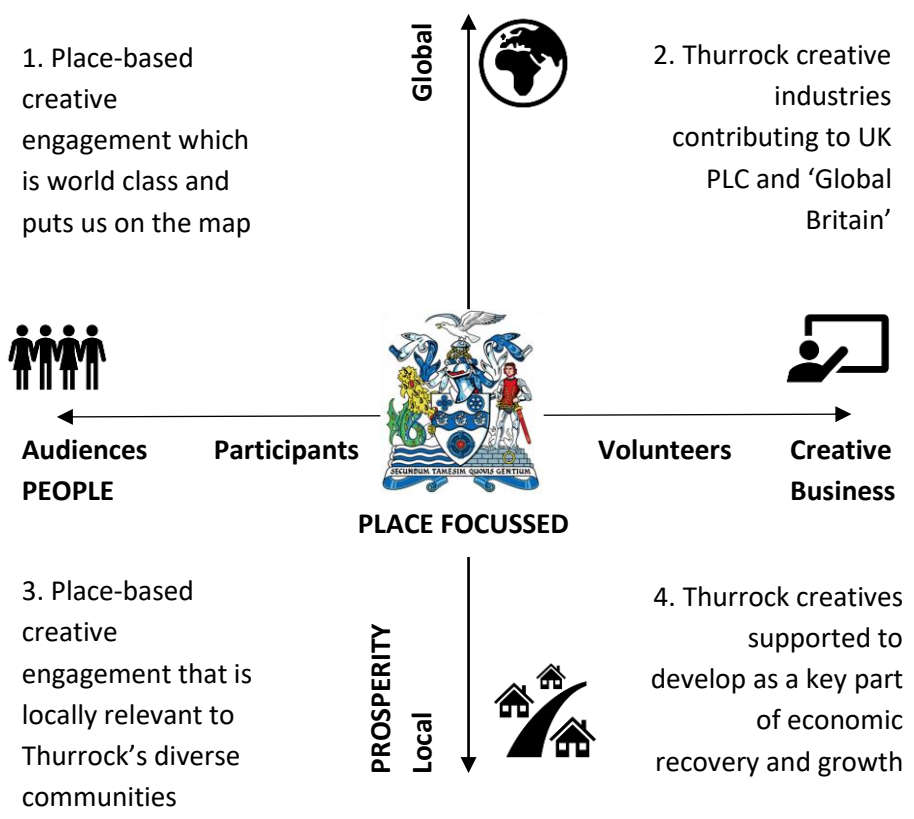 1. Place-based
creative
engagement which
is world class and
puts us on the map
Global
2. Thurrock creative
industries
contributing to UK
PLC and ‘Global
Britain’
Audiences
PEOPLE
Participants
SECUNDUM TAMESIM QUOVIS GENTIUM
PLACE FOCUSSED
Volunteers
Creative
Business
3. Place-based
creative
engagement that is
locally relevant to
Thurrock’s diverse
communities
PROSPERITY
Local
4. Thurrock creatives
supported to
develop as a key part
of economic
recovery and growth